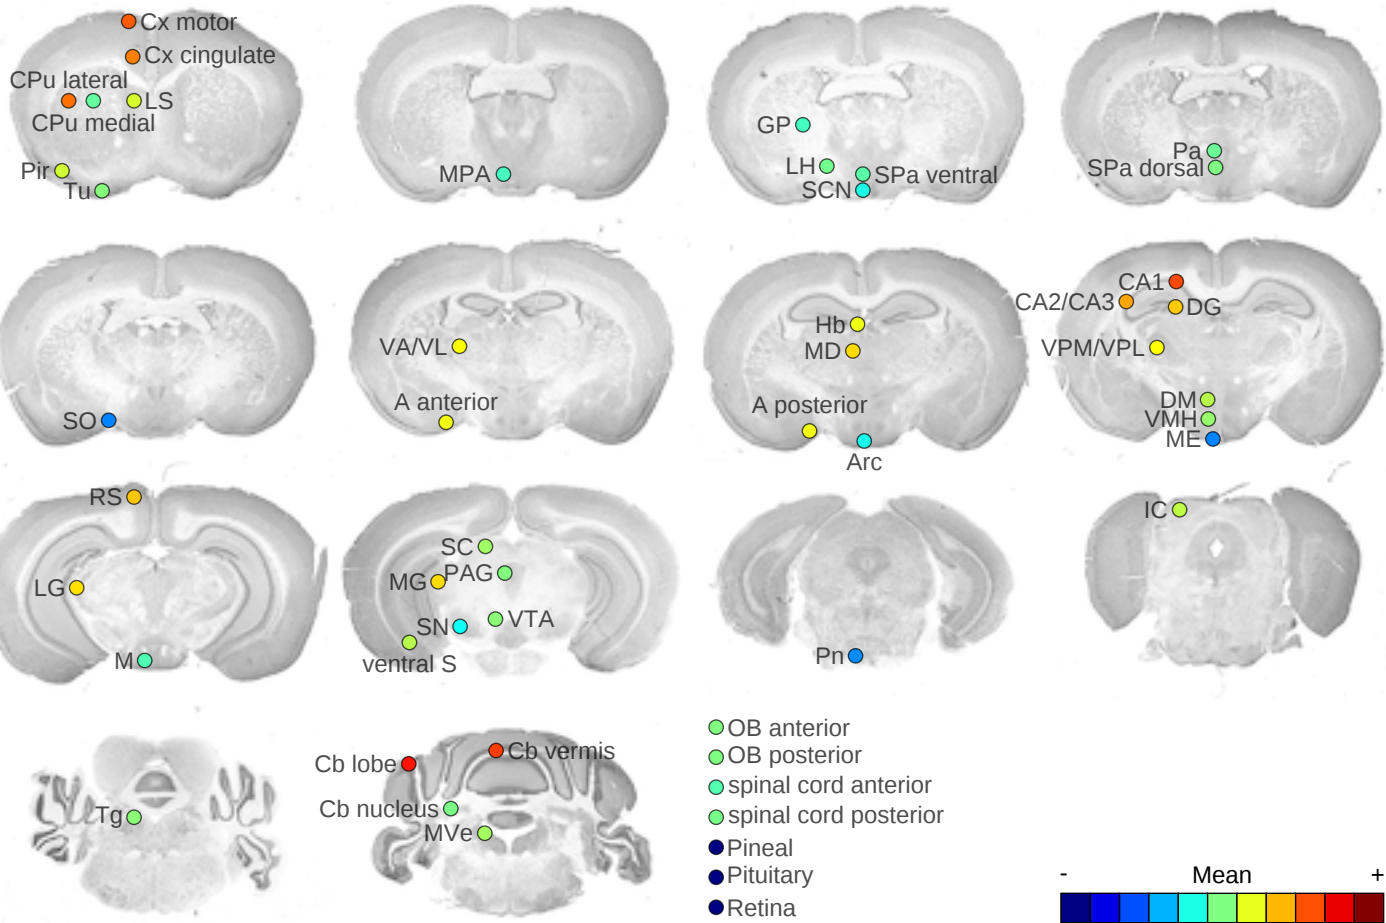 Cx motor
Cx cingulate
CPu lateral
LS
CPu medial
Pir
Tu
MPA
GP
LH
SPa ventral
SCN
Pa
SPa dorsal
SO
VA/VL
A anterior
Hb
MD
A posterior
Arc
CA1
CA2/CA3
DG
VPM/VPL
DM
VMH
ME
RS
LG
M
SC
PAG
MG
VTA
SN
ventral S
Pn
IC
Tg
Cb lobe
Cb vermis
Cb nucleus
MVe
OB anterior
OB posterior
spinal cord anterior
spinal cord posterior
Pineal
Pituitary
Retina
- Mean +